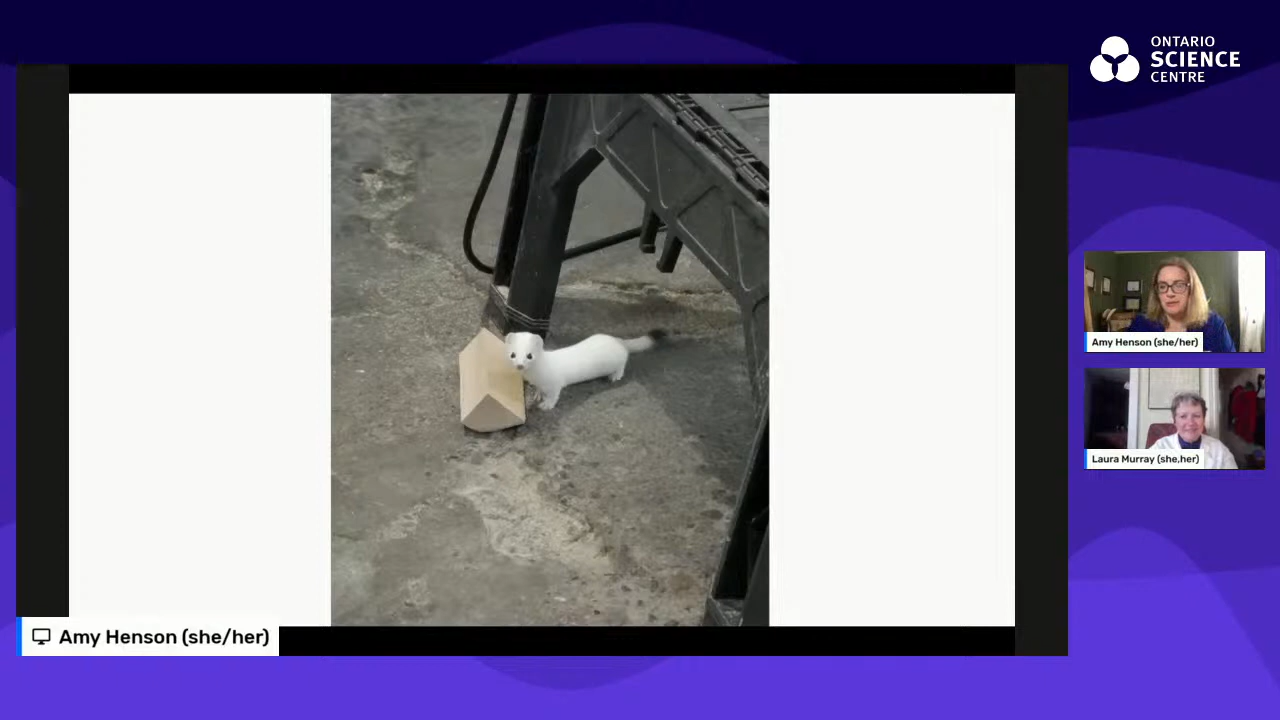 ONTARIO
SCIENCE
CENTRE
Amy Henson (she/her)
Laura Murray (she,her)
Amy Henson (she/her)